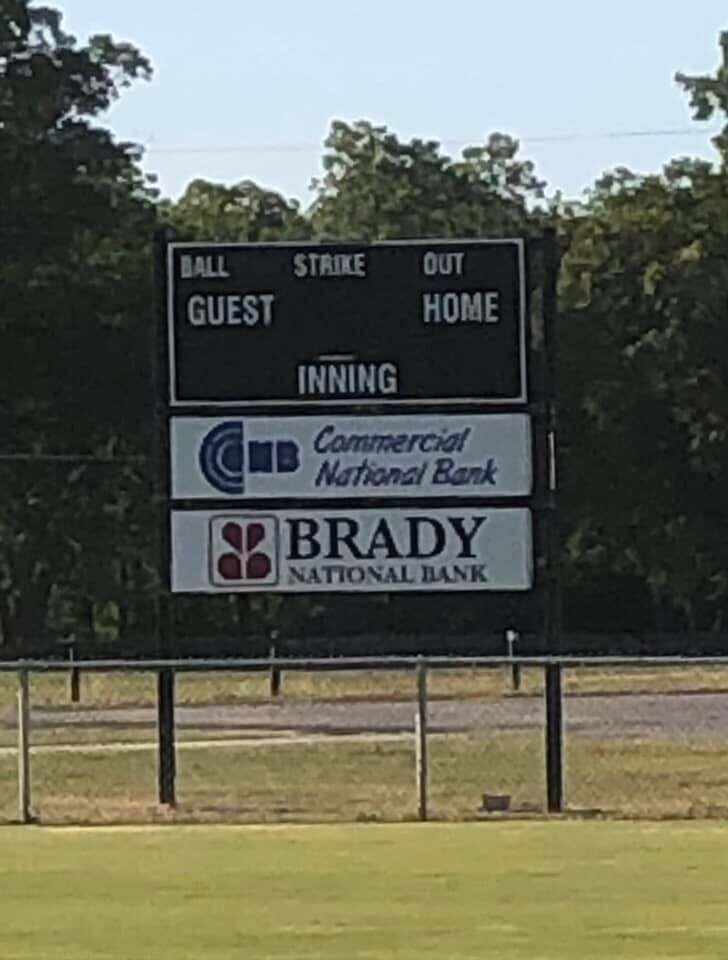 BALL STRIKE OUT
GUEST HOME
INNING
CNB Commercial
National Bank
BRADY
NATIONAL BANK